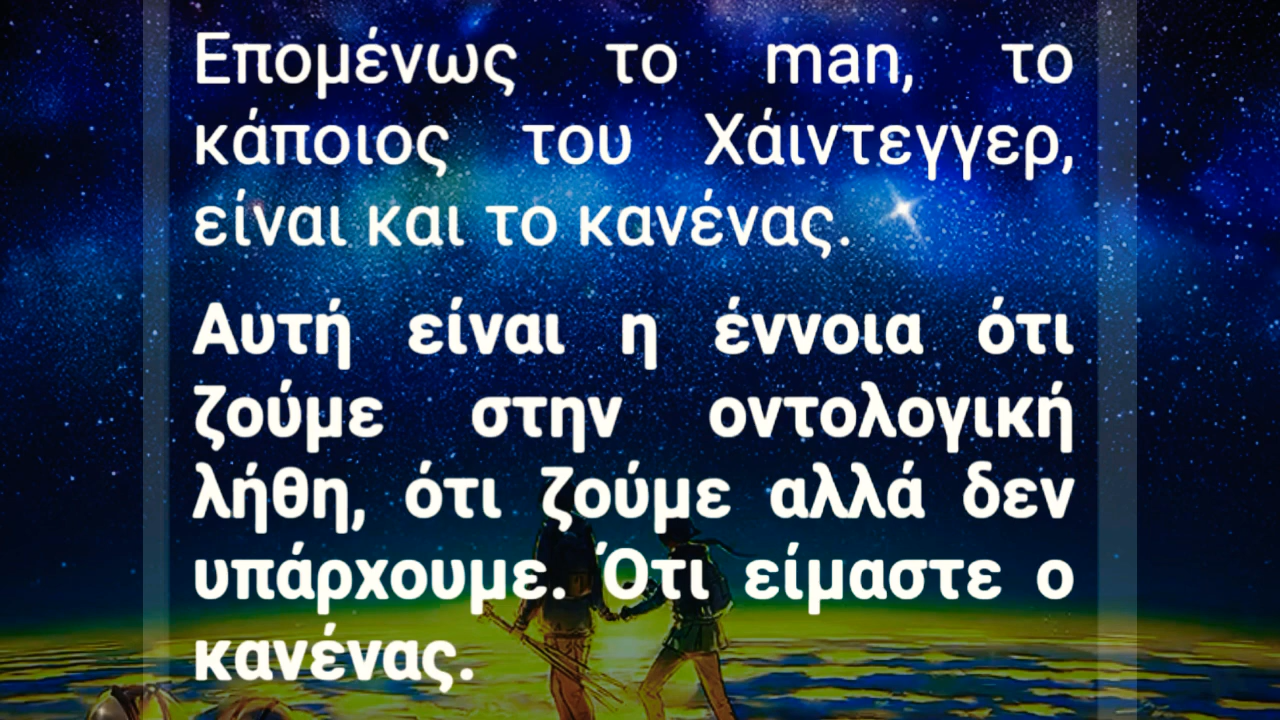 Επομένως το man, το
κάποιος του Χάιντεγγερ,
είναι και το κανένας.
Αυτή είναι η έννοια ότι
ζούμε στην οντολογική
λήθη, ότι ζούμε αλλά δεν
υπάρχουμε. Ότι είμαστε ο
κανένας.